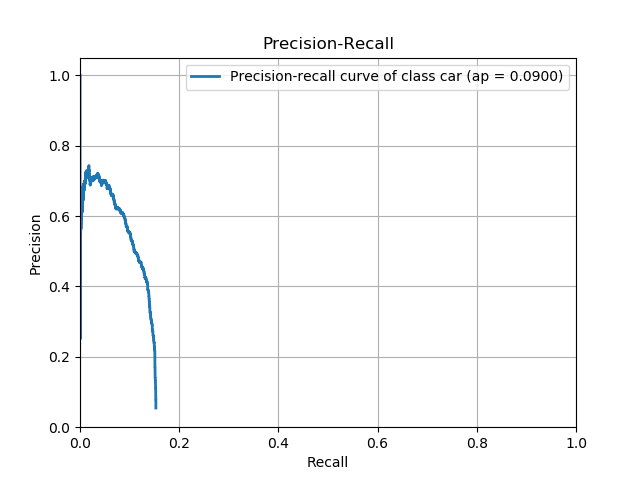 Precision-Recall
Precision-recall curve of class car (ap = 0.0900)
1.0
0.8
0.6
0.4
0.2
0.0
Precision
0.0 0.2 0.4 0.6 0.8 1.0
Recall